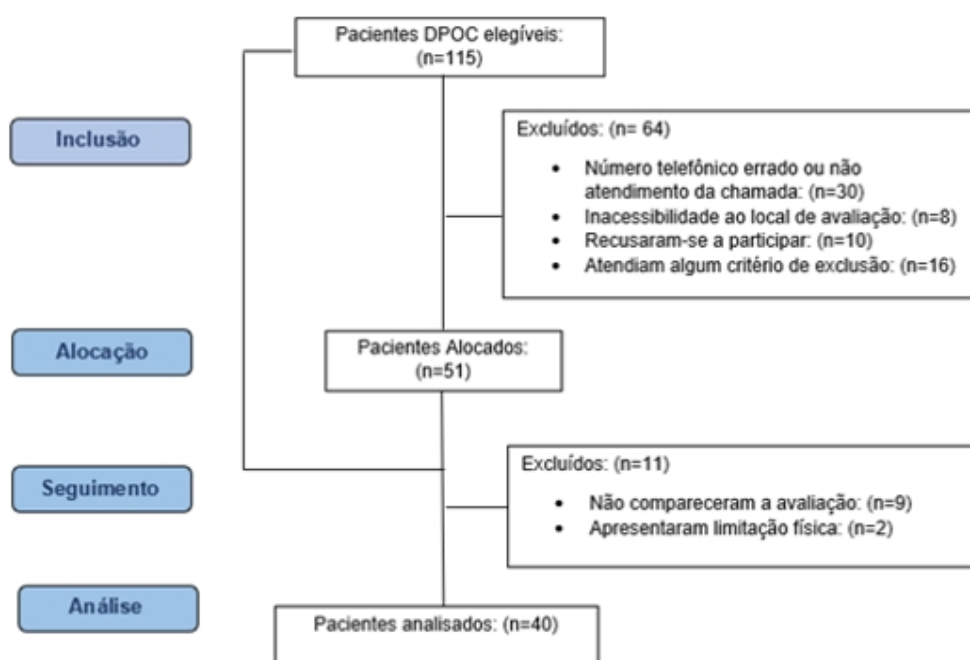 Pacientes DPOC elegíveis:
(n=115)
Inclusão
Excluídos: (n= 64)
• Número telefônico errado ou não
atendimento da chamada: (n=30)
• Inacessibilidade ao local de avaliação: (n=8)
• Recusaram-se a participar: (n=10)
• Atendiam algum critério de exclusão: (n=16)
Alocação
Pacientes Alocados:
(n=51)
Seguimento
Excluídos: (n=11)
• Não compareceram a avaliação: (n=9)
• Apresentaram limitação física: (n=2)
Análise
Pacientes analisados: (n=40)